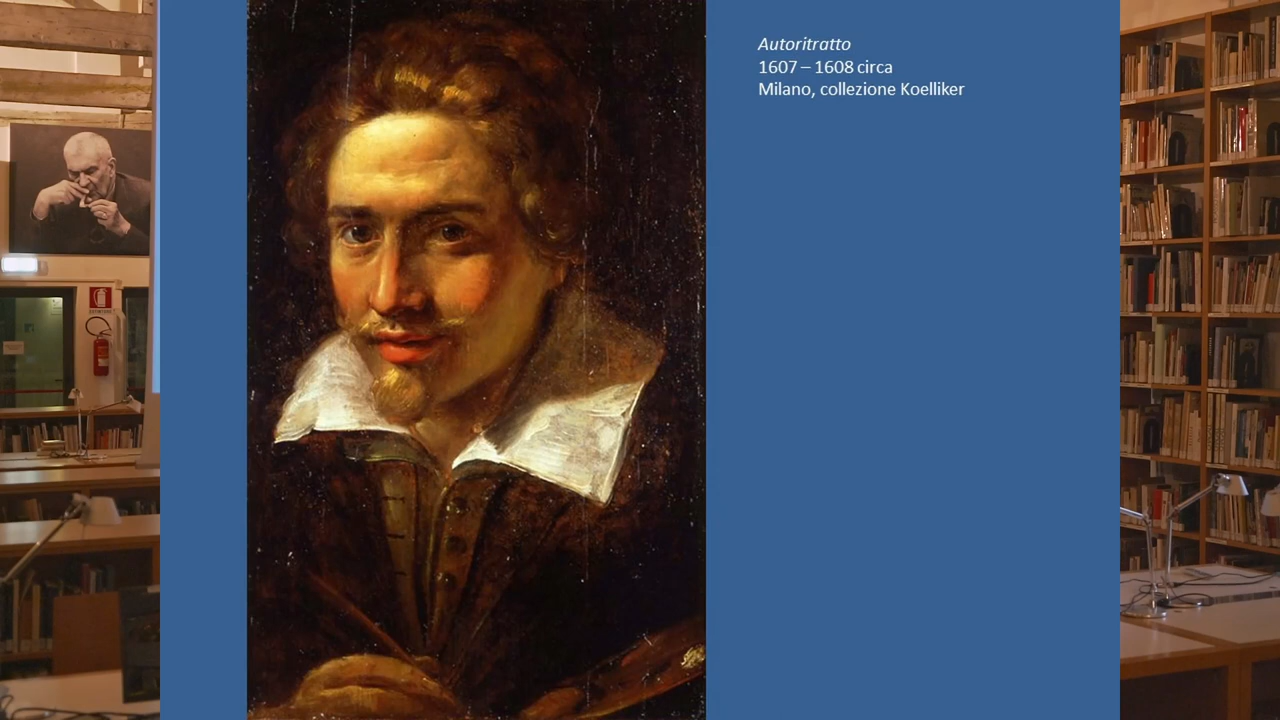 Autoritratto
1607 – 1608 circa
Milano, collezione Koelliker